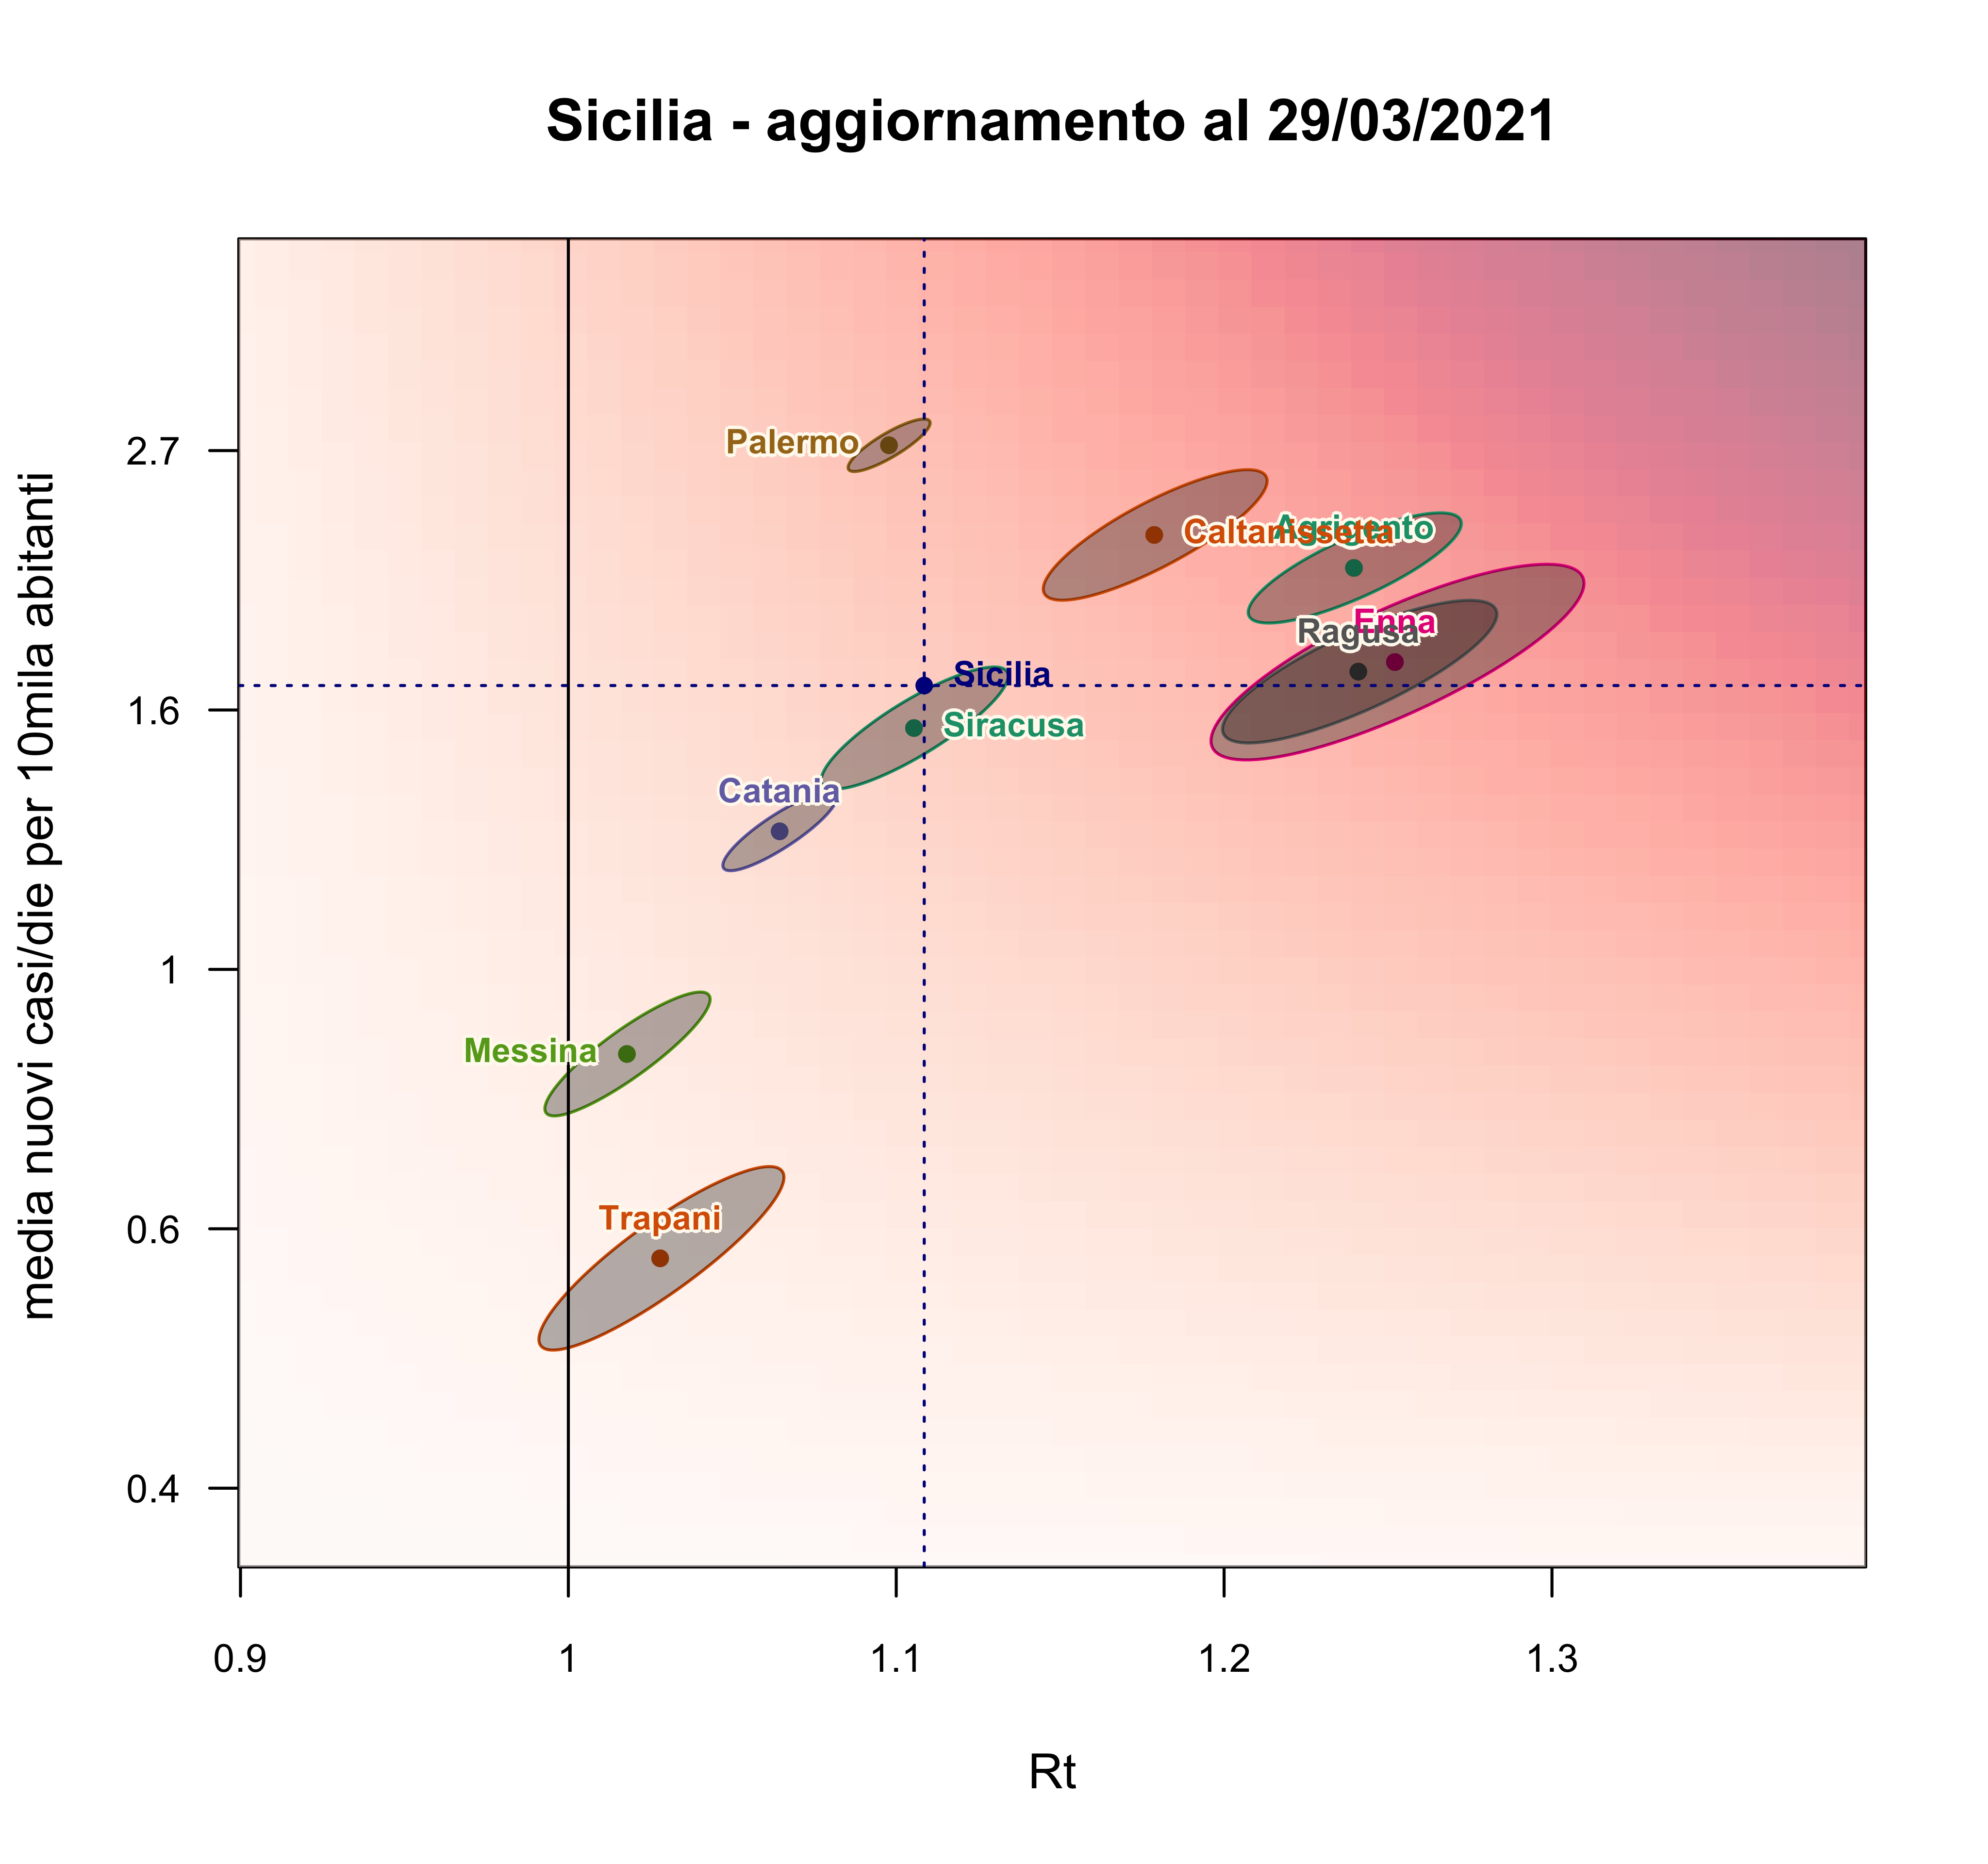 Sicilia - aggiornamento al 29/03/2021
media nuovi casi/die per 10mila abitanti
2.7
1.6
1
0.6
0.4
Palermo
Agrigento
Caltanissetta
Enna
Ragusa
Sicilia
Siracusa
Catania
Messina
Trapani
0.9
1
1.1
1.2
1.3
Rt